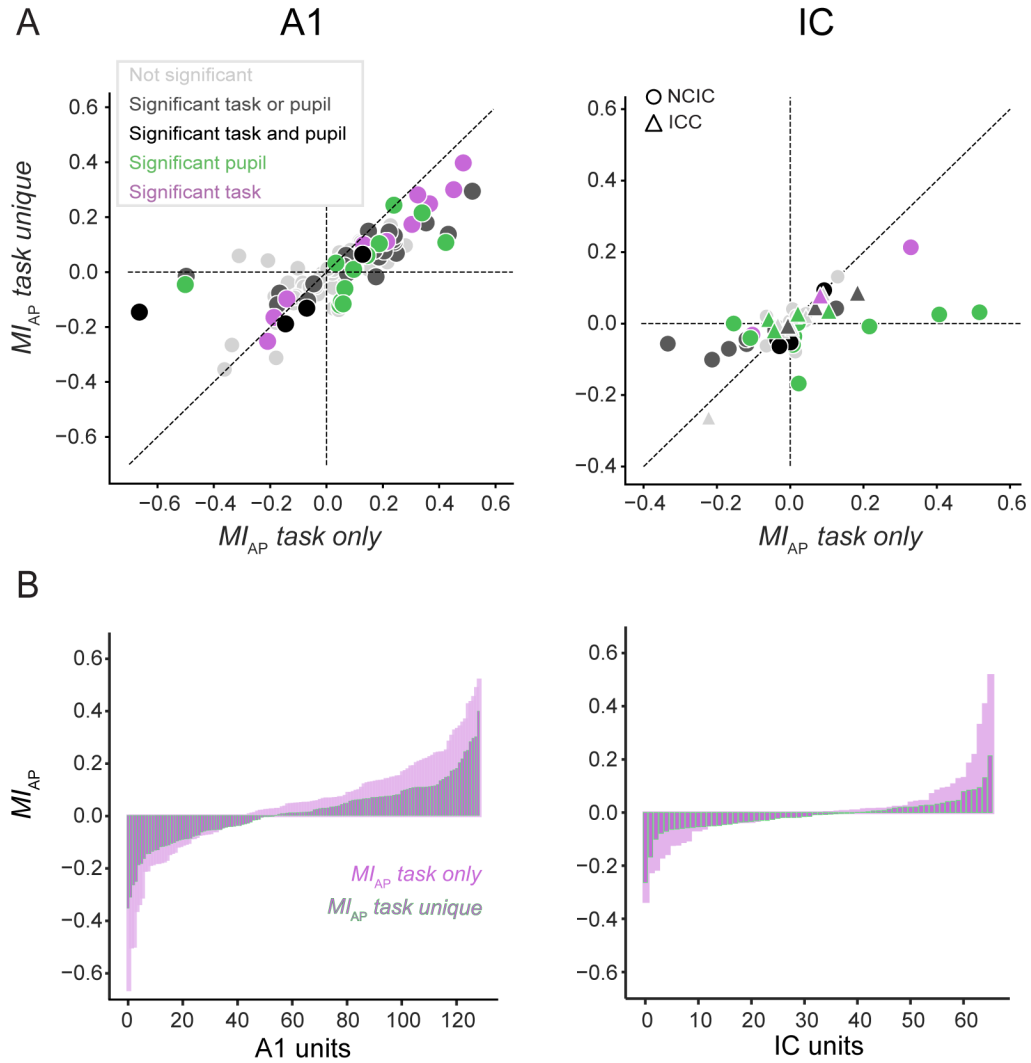 A
A1
IC
Not significant
Significant task or pupil
Significant task and pupil
Significant pupil
Significant task
NCIC
ICC
MI_AP task unique
0.6
0.4
0.2
0.0
−0.2
−0.4
−0.6
−0.6
−0.4
−0.2
0.0
0.2
0.4
0.6
MI_AP task only
0.6
0.4
0.2
0.0
−0.2
−0.4
−0.4
−0.2
0.0
0.2
0.4
0.6
MI_AP task only
B
MI_AP
0.6
0.4
0.2
0.0
−0.2
−0.4
−0.6
MI_AP task only
MI_AP task unique
0
20
40
60
80
100
120
A1 units
0.6
0.4
0.2
0.0
−0.2
−0.4
−0.6
0
10
20
30
40
50
60
IC units